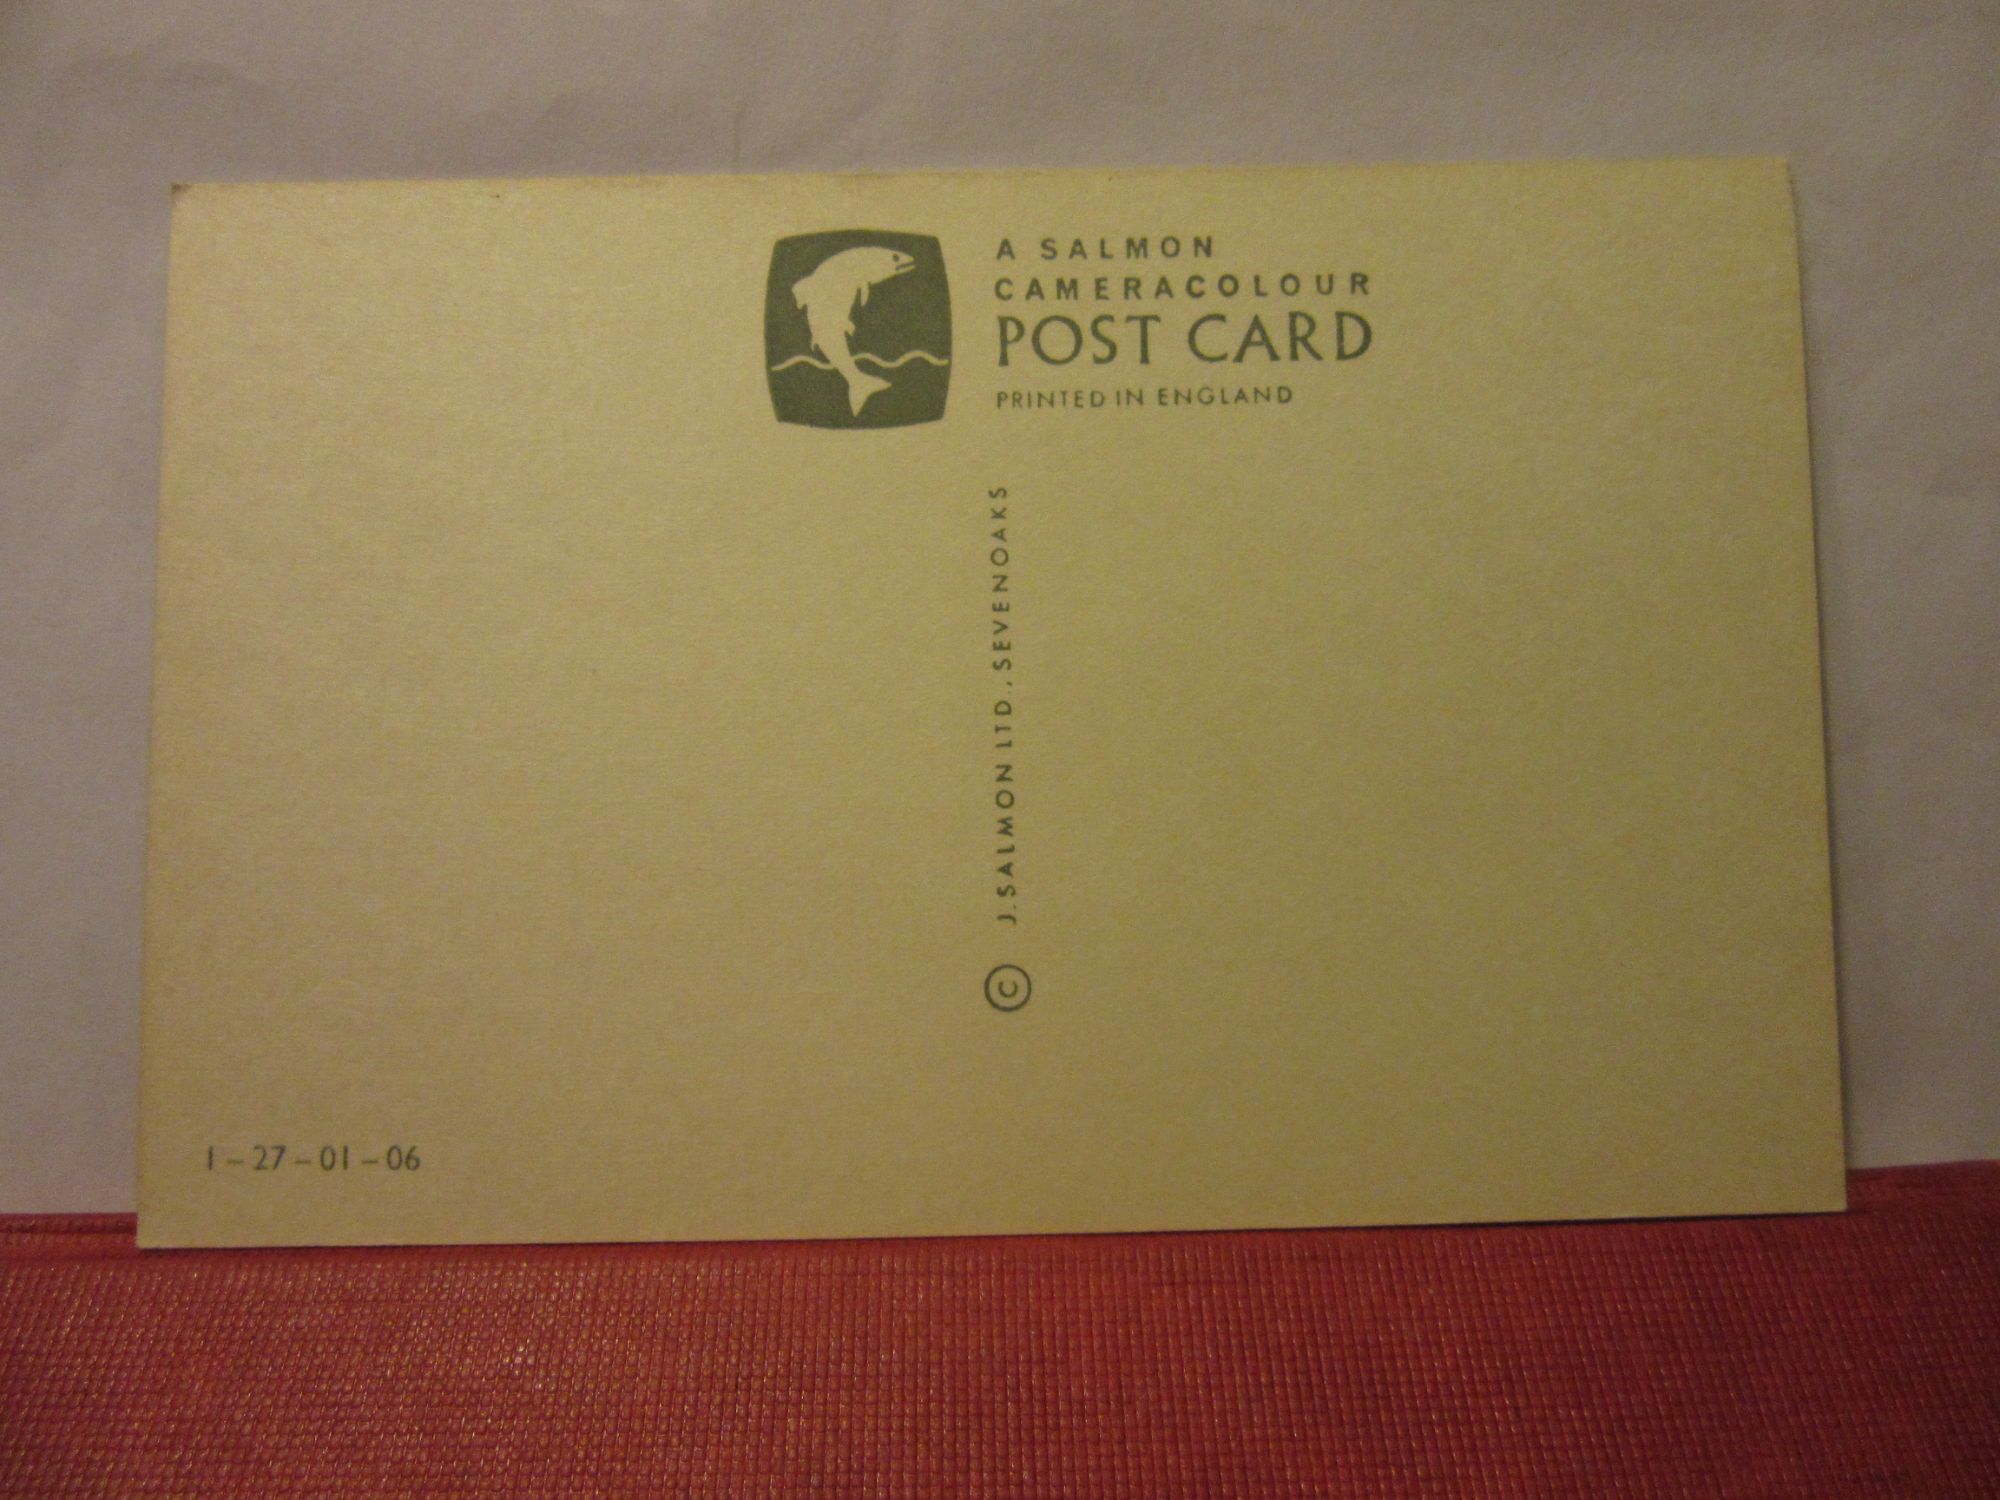 A SALMON
CAMERACOLOUR
POST CARD
PRINTED IN ENGLAND
© J. SALMON LTD., SEVENOAKS
1-27-01-06